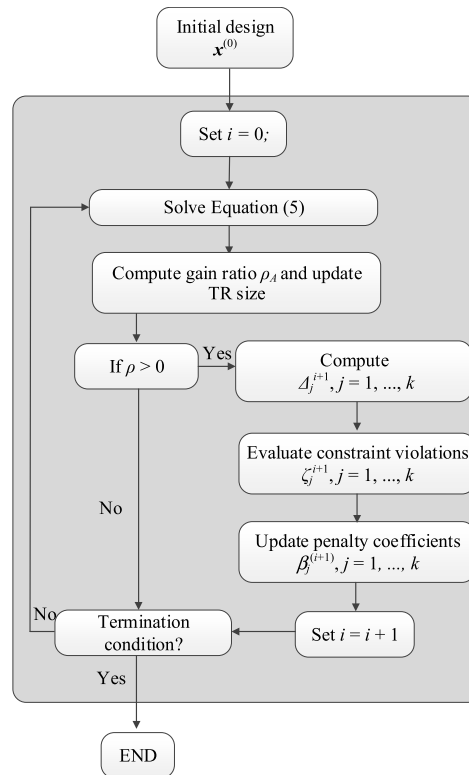 Initial design
x^(0)
Set i = 0;
Solve Equation (5)
Compute gain ratio ρ_A and update
TR size
If ρ > 0
Yes
Compute
Δ_j^{i+1}, j = 1, ..., k
Evaluate constraint violations
ζ_j^{i+1}, j = 1, ..., k
No
Update penalty coefficients
β_j^{(i+1)}, j = 1, ..., k
Set i = i + 1
No
Termination
condition?
Yes
END